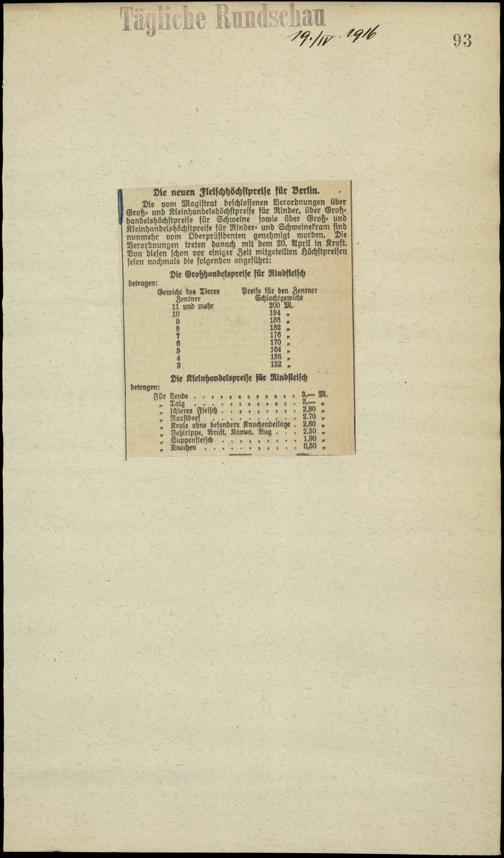 Tägliche Rundschau
19./IV. 1916
93
Die neuen Fleischhöchstpreise für Berlin.
Die vom Magistrat beschlossenen Verordnungen über
Groß- und Kleinhandelshöchstpreise für Rinder, über Groß-
handelshöchstpreise für Schweine sowie über Groß- und
Kleinhandelshöchstpreise für Rinder- und Schweinekram sind
nunmehr vom Oberpräsidenten genehmigt worden. Die
Verordnungen treten danach mit dem 20. April in Kraft.
Von diesen schon vor einiger Zeit mitgeteilten Höchstpreisen
seien nochmals die folgenden angeführt:
Die Großhandelspreise für Rindfleisch
betragen:
Gewicht des Tieres Preise für den Zentner
Zentner Schlachtgewicht
11 und mehr 200 M.
10 194 „
9 188 „
8 182 „
7 176 „
6 170 „
5 164 „
4 158 „
3 152 „
Die Kleinhandelspreise für Rindfleisch
betragen:
Für Lende . . . . . . . . . . . . 3,— M.
„ Talg . . . . . . . . . . . . 3,— „
„ schieres Fleisch . . . . . . . . . 2,80 „
„ Roastbeef . . . . . . . . . . . 2,70 „
„ Keule ohne besondere Knochenbeilage . 2,60 „
„ Fehlrippe, Brust, Kamm, Bug . . . 2,30 „
„ Suppenfleisch . . . . . . . . . 1,90 „
„ Knochen . . . . . . . . . . . 0,50 „